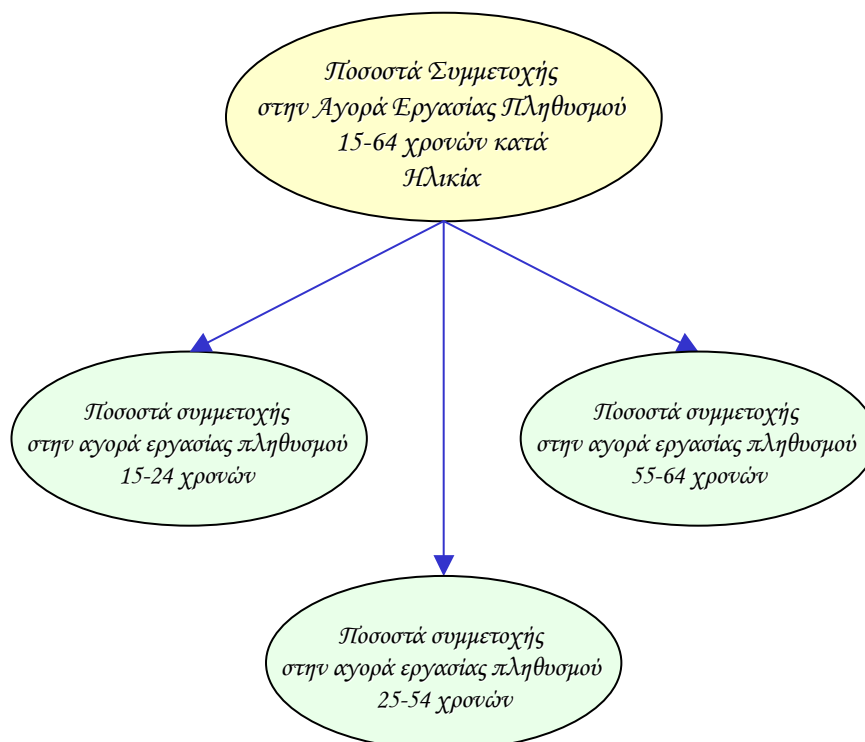 Ποσοστά Συμμετοχής
στην Αγορά Εργασίας Πληθυσμού
15-64 χρονών κατά
Ηλικία
Ποσοστά συμμετοχής
στην αγορά εργασίας πληθυσμού
15-24 χρονών
Ποσοστά συμμετοχής
στην αγορά εργασίας πληθυσμού
55-64 χρονών
Ποσοστά συμμετοχής
στην αγορά εργασίας πληθυσμού
25-54 χρονών